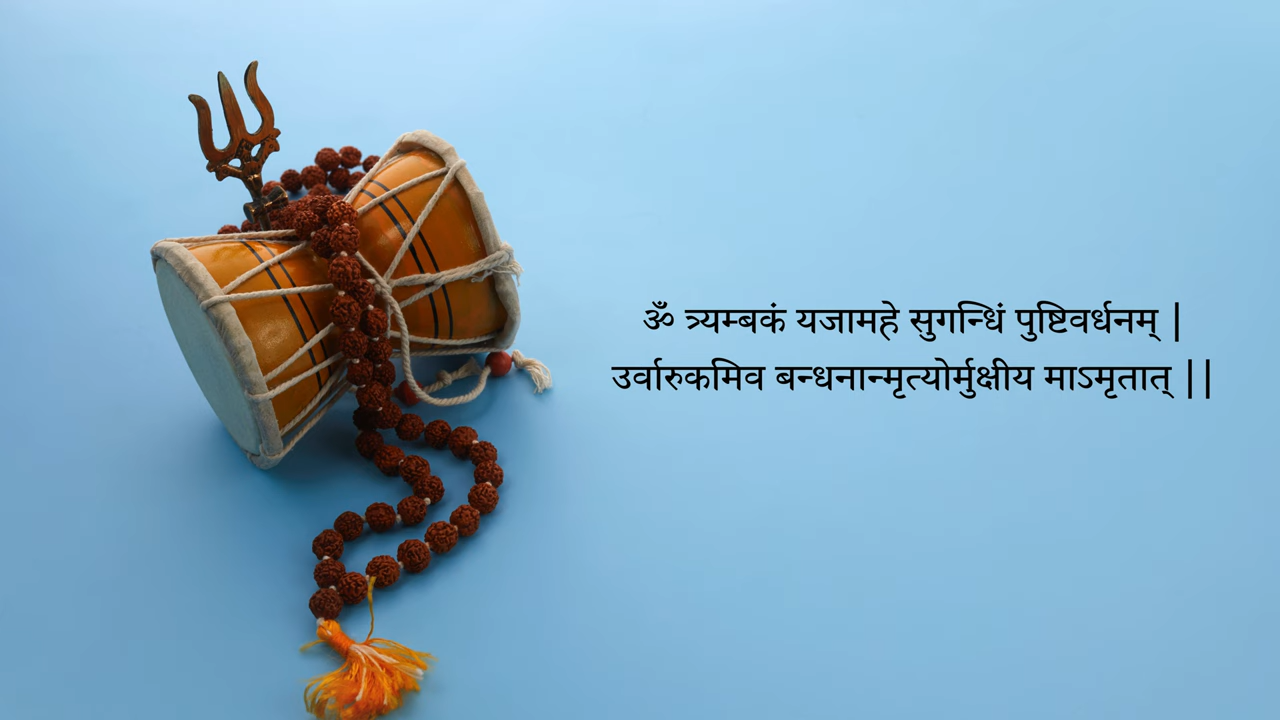 ॐ त्र्यम्बकं यजामहे सुगन्धिं पुष्टिवर्धनम् |
उर्वारुकमिव बन्धनान्मृत्योर्मुक्षीय माऽमृतात् ||